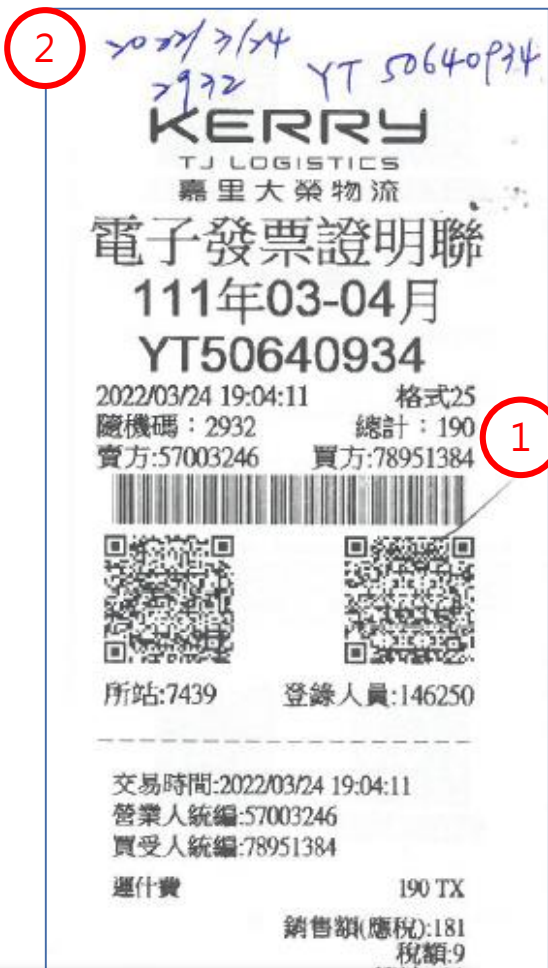 2
2022/3/24
2932
YT 50640934
KERRY
TJ LOGISTICS
嘉里大榮物流
電子發票證明聯
111年03-04月
YT50640934
2022/03/24 19:04:11 格式25
隨機碼：2932 總計：190
1
賣方:57003246 買方:78951384
所站:7439 登錄人員:146250
交易時間:2022/03/24 19:04:11
營業人統編:57003246
買受人統編:78951384
運什費 190 TX
銷售額(應稅):181
稅額:9